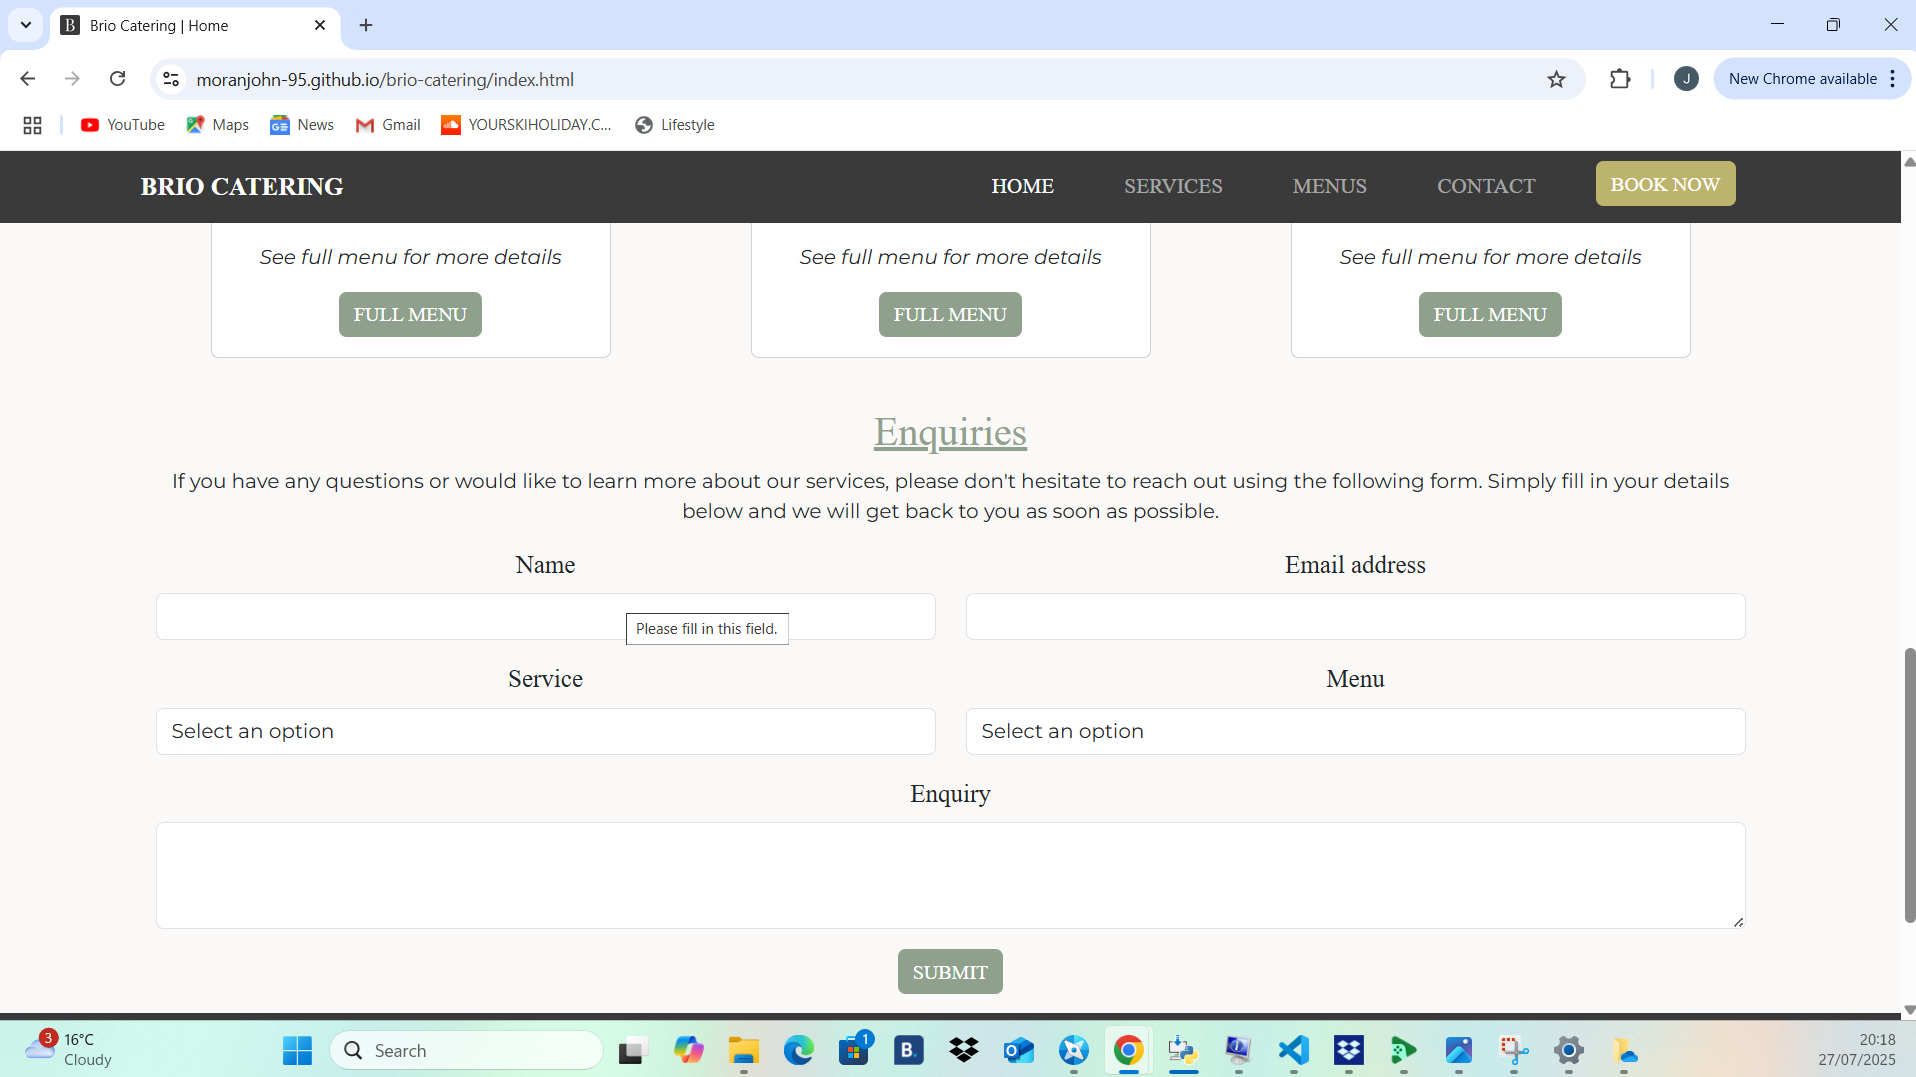 Brio Catering | Home
moranjohn-95.github.io/brio-catering/index.html
J
New Chrome available
YouTube
Maps
News
Gmail
YOURSKIHOLIDAY.C...
Lifestyle
BRIO CATERING
HOME
SERVICES
MENUS
CONTACT
BOOK NOW
See full menu for more details
See full menu for more details
See full menu for more details
FULL MENU
FULL MENU
FULL MENU
Enquiries
If you have any questions or would like to learn more about our services, please don't hesitate to reach out using the following form. Simply fill in your details
below and we will get back to you as soon as possible.
Name
Email address
Please fill in this field.
Service
Menu
Select an option
Select an option
Enquiry
SUBMIT
3
16°C
Cloudy
Search
1
B.
20:18
27/07/2025